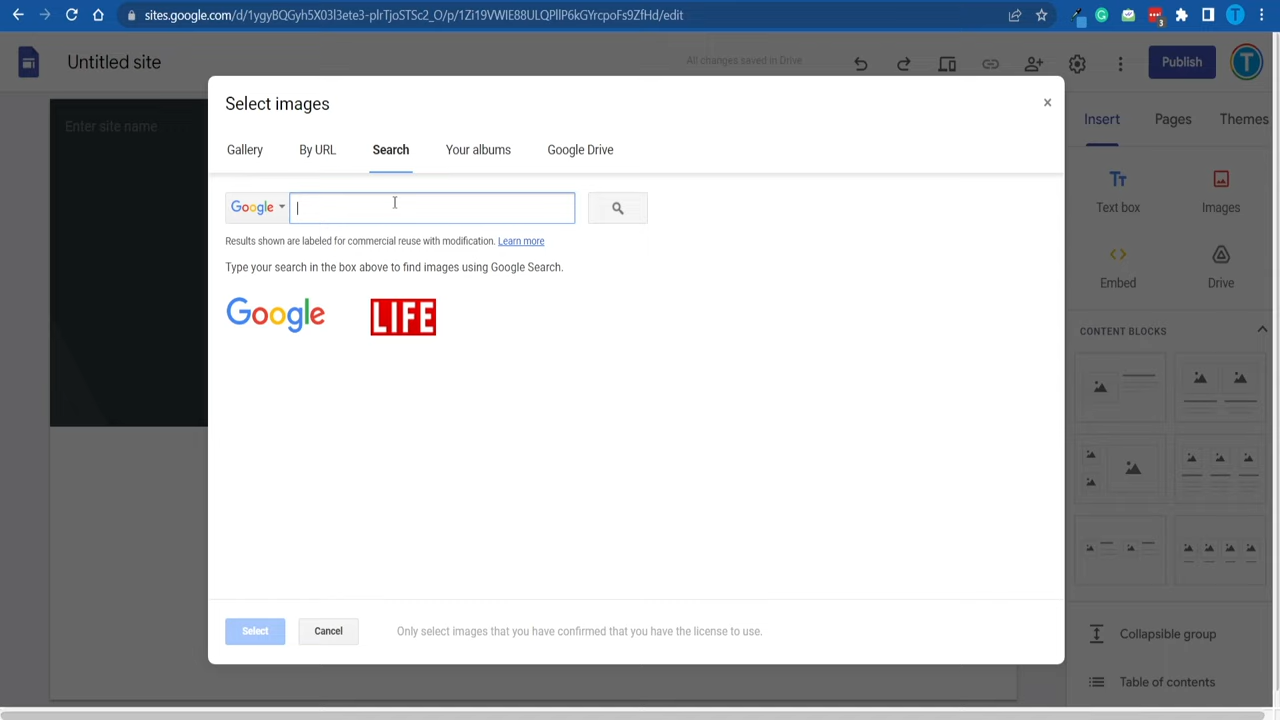 sites.google.com/d/1ygyBQGyh5X03l3ete3-plrTjoSTSc2_O/p/1Zi19VWIE88ULQPllP6kGYrcpoFs9ZfHd/edit
3
T
Untitled site
All changes saved in Drive
Publish
T
Enter site name
Select images
×
Gallery
By URL
Search
Your albums
Google Drive
Google
Results shown are labeled for commercial reuse with modification. Learn more
Type your search in the box above to find images using Google Search.
Google
LIFE
Select
Cancel
Only select images that you have confirmed that you have the license to use.
Insert
Pages
Themes
Tт
Text box
Images
Embed
Drive
CONTENT BLOCKS
Collapsible group
Table of contents